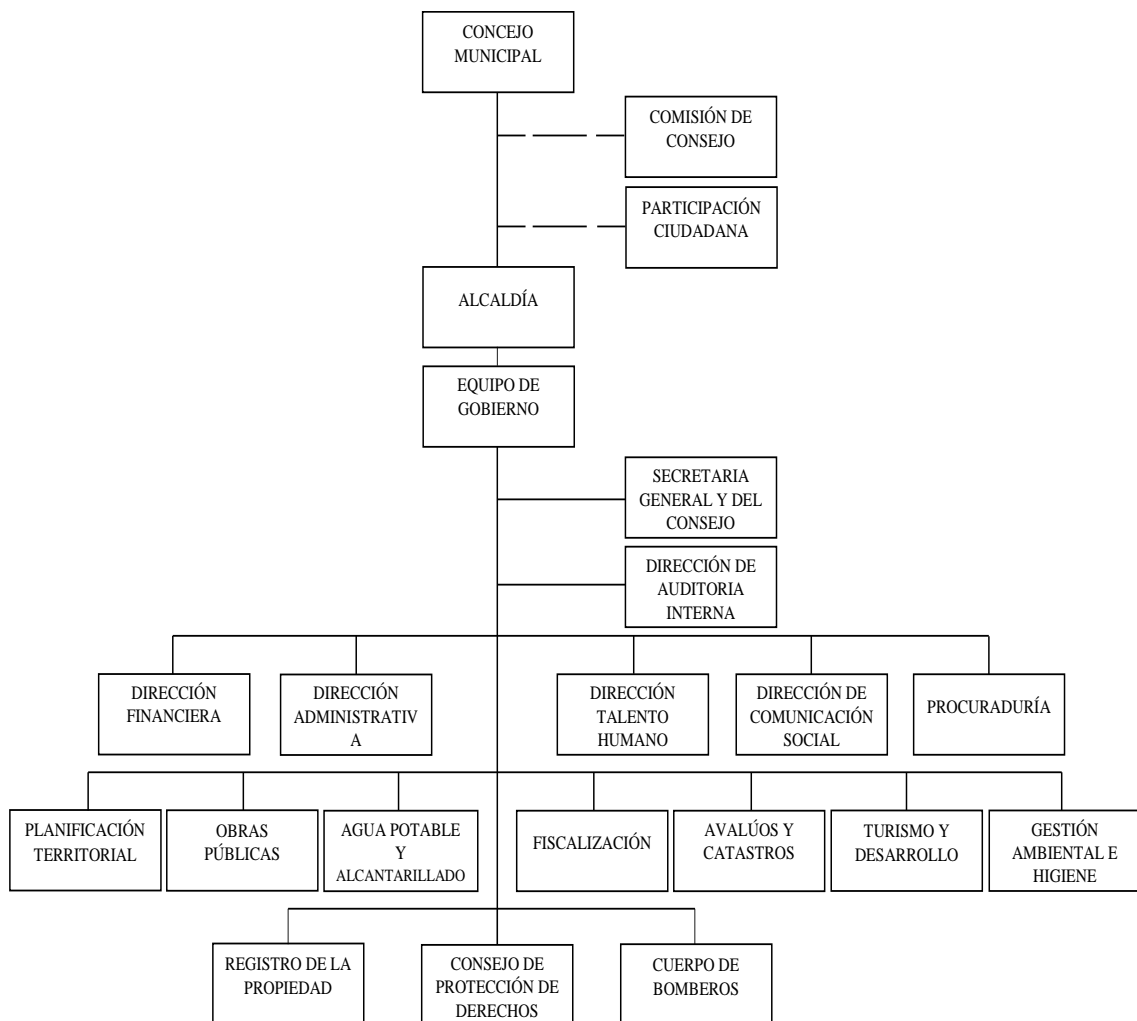 CONCEJO
MUNICIPAL
COMISIÓN DE
CONSEJO
PARTICIPACIÓN
CIUDADANA
ALCALDÍA
EQUIPO DE
GOBIERNO
SECRETARIA
GENERAL Y DEL
CONSEJO
DIRECCIÓN DE
AUDITORIA
INTERNA
DIRECCIÓN
FINANCIERA
DIRECCIÓN
ADMINISTRATIV
A
DIRECCIÓN
TALENTO
HUMANO
DIRECCIÓN DE
COMUNICACIÓN
SOCIAL
PROCURADURÍA
PLANIFICACIÓN
TERRITORIAL
OBRAS
PÚBLICAS
AGUA POTABLE
Y
ALCANTARILLADO
FISCALIZACIÓN
AVALÚOS Y
CATASTROS
TURISMO Y
DESARROLLO
GESTIÓN
AMBIENTAL E
HIGIENE
REGISTRO DE LA
PROPIEDAD
CONSEJO DE
PROTECCIÓN DE
DERECHOS
CUERPO DE
BOMBEROS